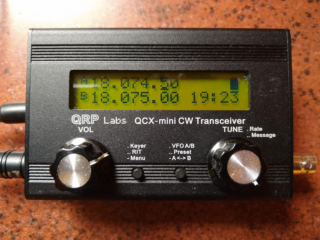 A 18.074.50
B 18.075.00 19:23
QRP Labs QCX-mini CW Transceiver
VOL
TUNE
. Rate
.. Message
. Keyer
.. RIT
– Menu
. VFO A/B
.. Preset
– A <-> B